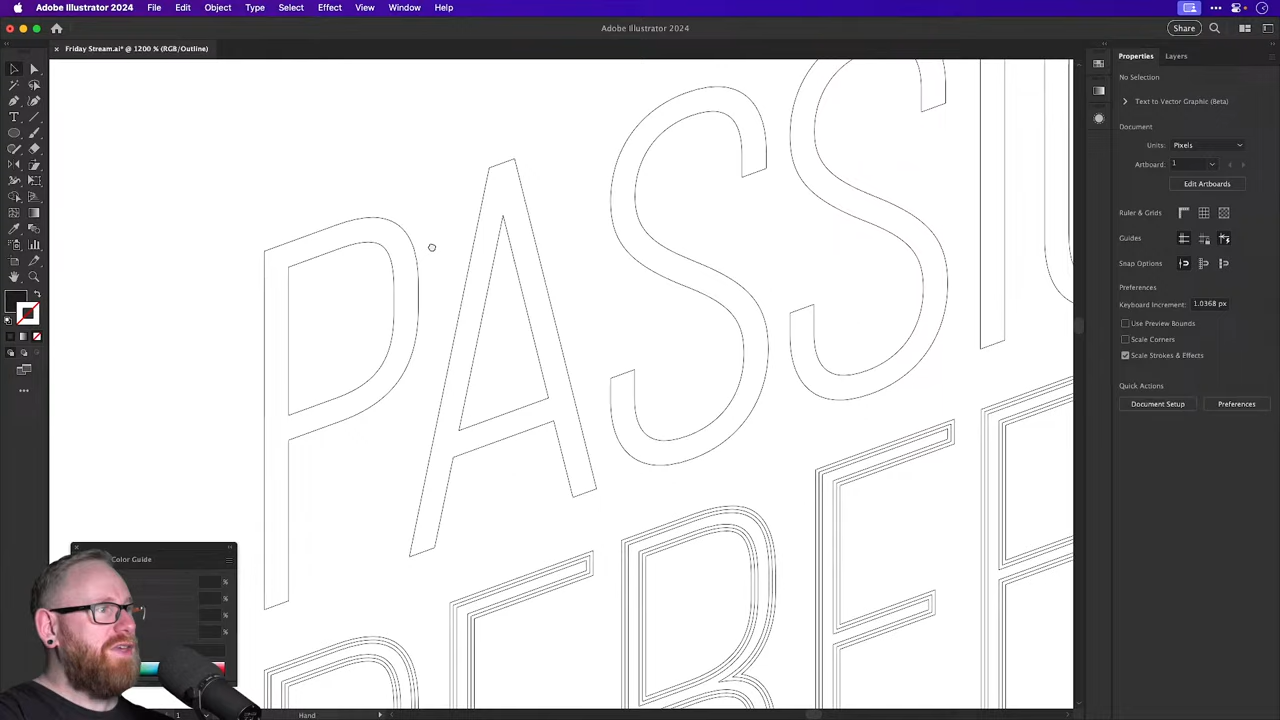 Adobe Illustrator 2024 File Edit Object Type Select Effect View Window Help
Adobe Illustrator 2024
Share
× Friday Stream.ai* @ 1200 % (RGB/Outline)
Properties Layers
No Selection
Text to Vector Graphic (Beta)
Document
Units: Pixels
Artboard: 1
Edit Artboards
Ruler & Grids
Guides
Snap Options
Preferences
Keyboard Increment: 1.0368 px
Use Preview Bounds
Scale Corners
Scale Strokes & Effects
Quick Actions
Document Setup Preferences
PASS
Color Guide
%
%
%
%
1 Hand